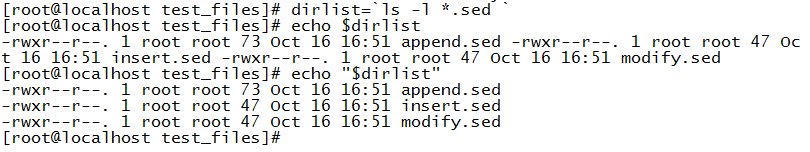 [root@localhost test_files]# dirlist=`ls -l *.sed `
[root@localhost test_files]# echo $dirlist
-rwxr--r--. 1 root root 73 Oct 16 16:51 append.sed -rwxr--r--. 1 root root 47 Oc
t 16 16:51 insert.sed -rwxr--r--. 1 root root 47 Oct 16 16:51 modify.sed
[root@localhost test_files]# echo "$dirlist"
-rwxr--r--. 1 root root 73 Oct 16 16:51 append.sed
-rwxr--r--. 1 root root 47 Oct 16 16:51 insert.sed
-rwxr--r--. 1 root root 47 Oct 16 16:51 modify.sed
[root@localhost test_files]#